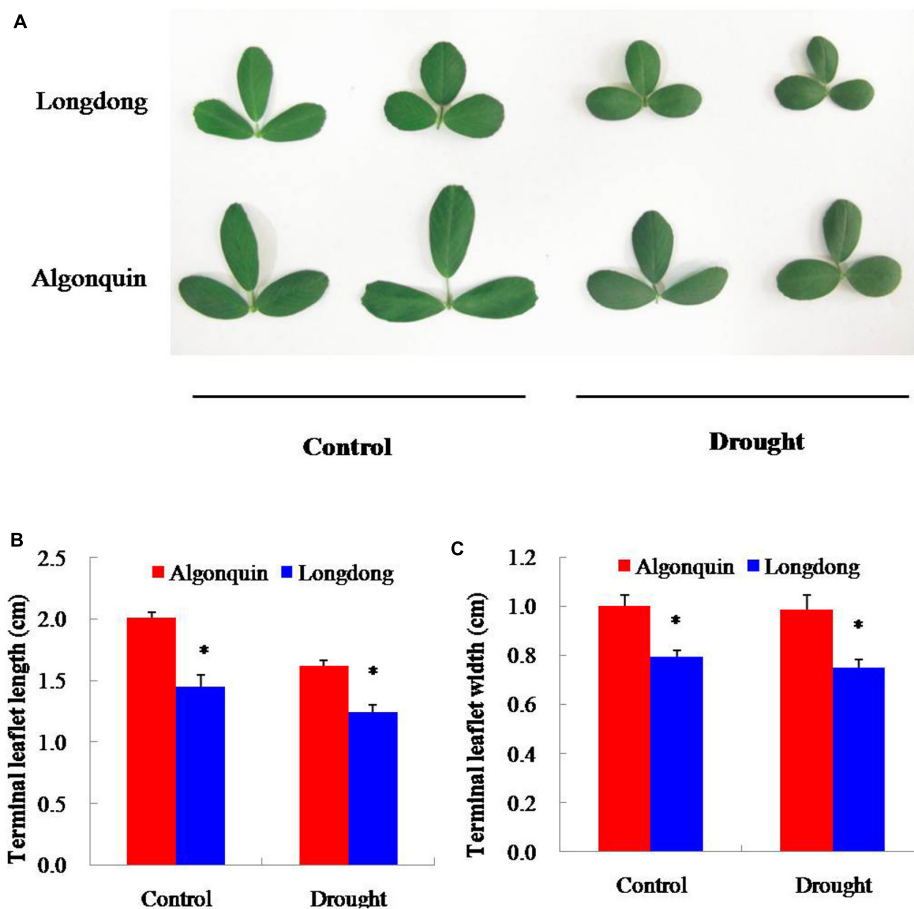 A
Longdong
Algonquin
Control
Drought
B
Algonquin Longdong
Terminal leaflet length (cm)
2.5
2.0
1.5
1.0
0.5
0.0
*
*
Control Drought
C
Algonquin Longdong
Terminal leaflet width (cm)
1.2
1.0
0.8
0.6
0.4
0.2
0.0
*
*
Control Drought